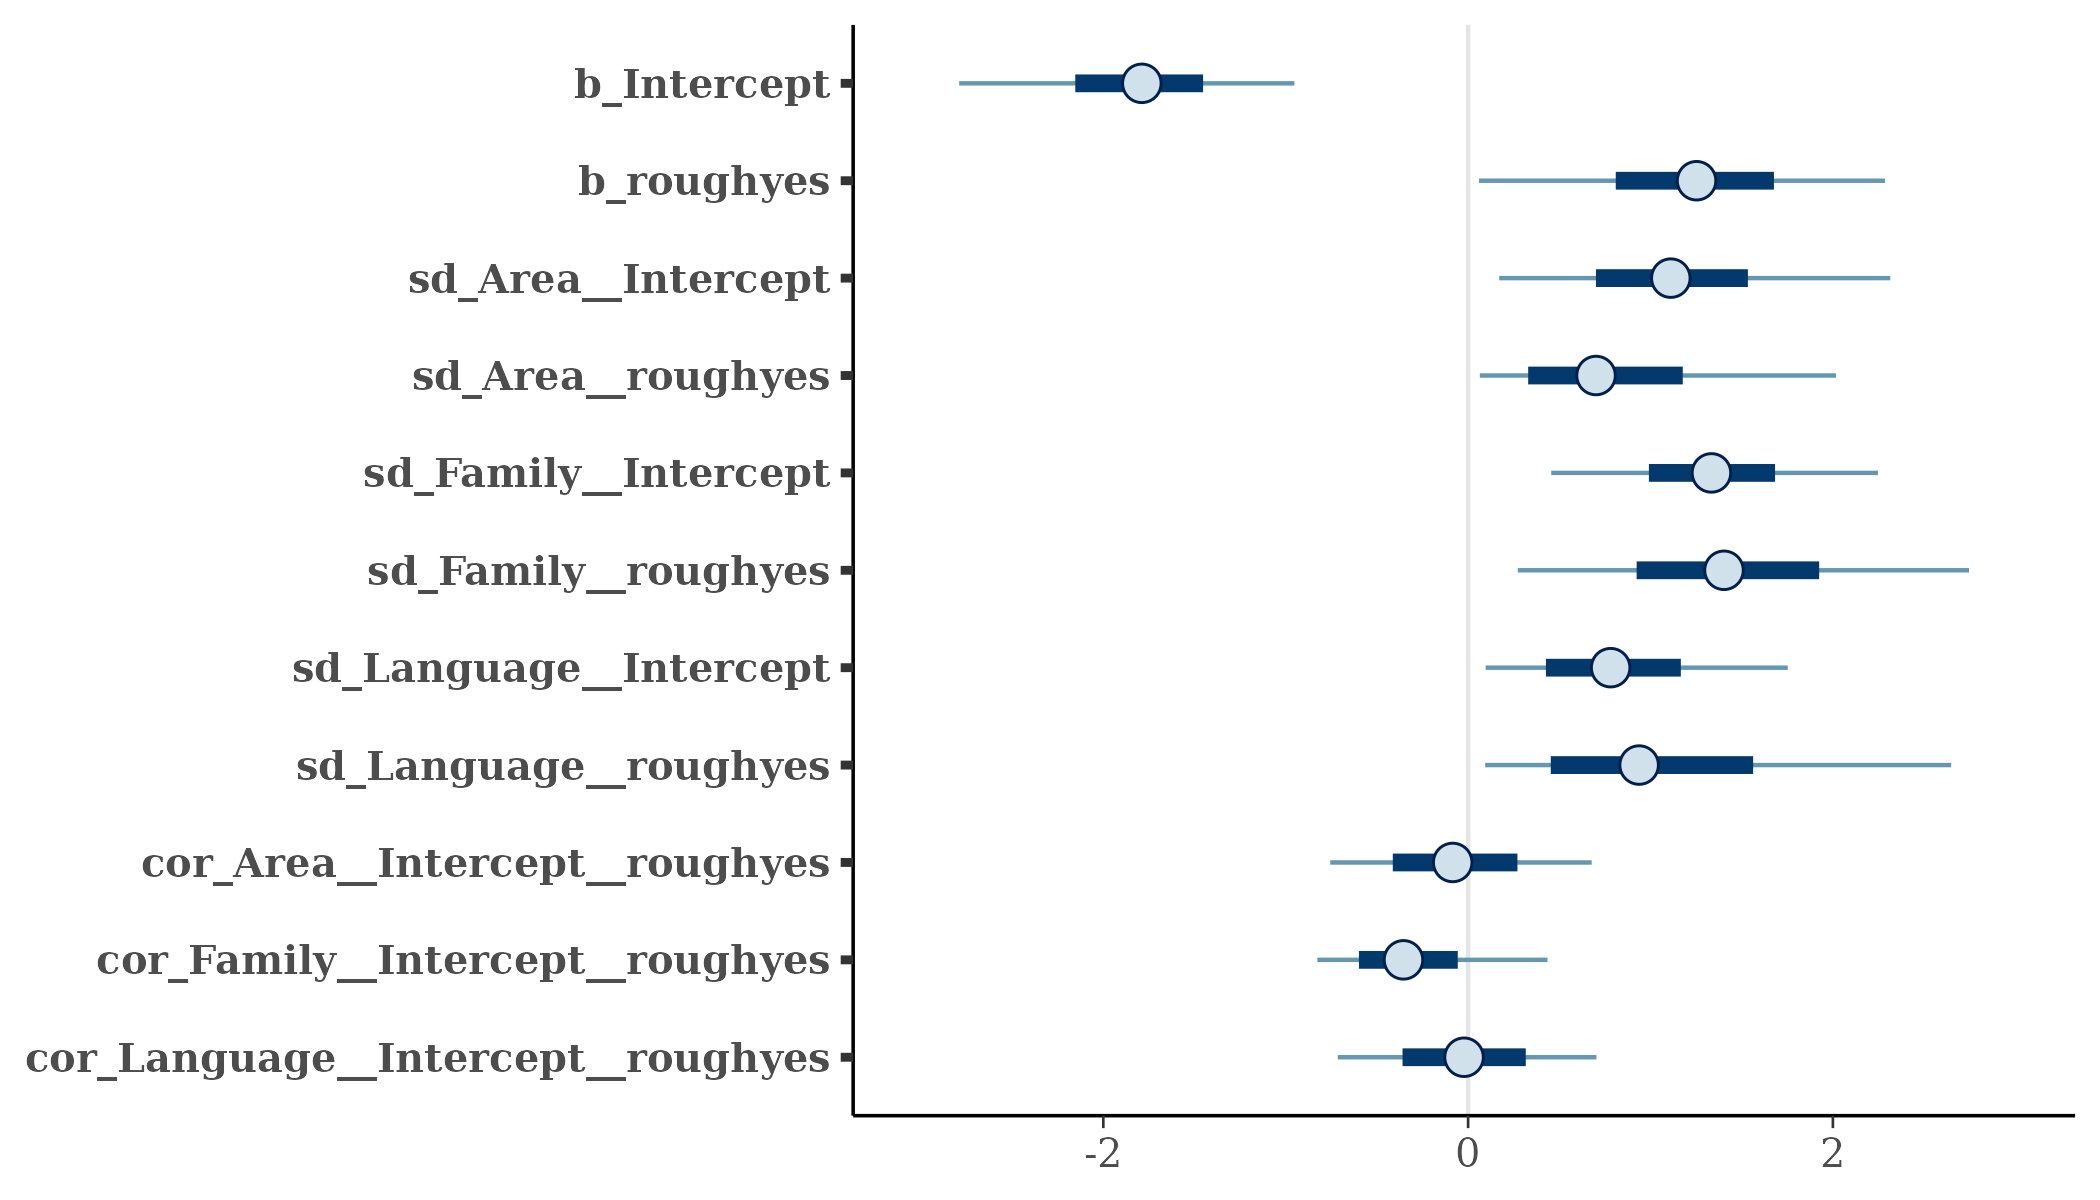 b_Intercept
b_roughyes
sd_Area__Intercept
sd_Area__roughyes
sd_Family__Intercept
sd_Family__roughyes
sd_Language__Intercept
sd_Language__roughyes
cor_Area__Intercept__roughyes
cor_Family__Intercept__roughyes
cor_Language__Intercept__roughyes
-2 0 2